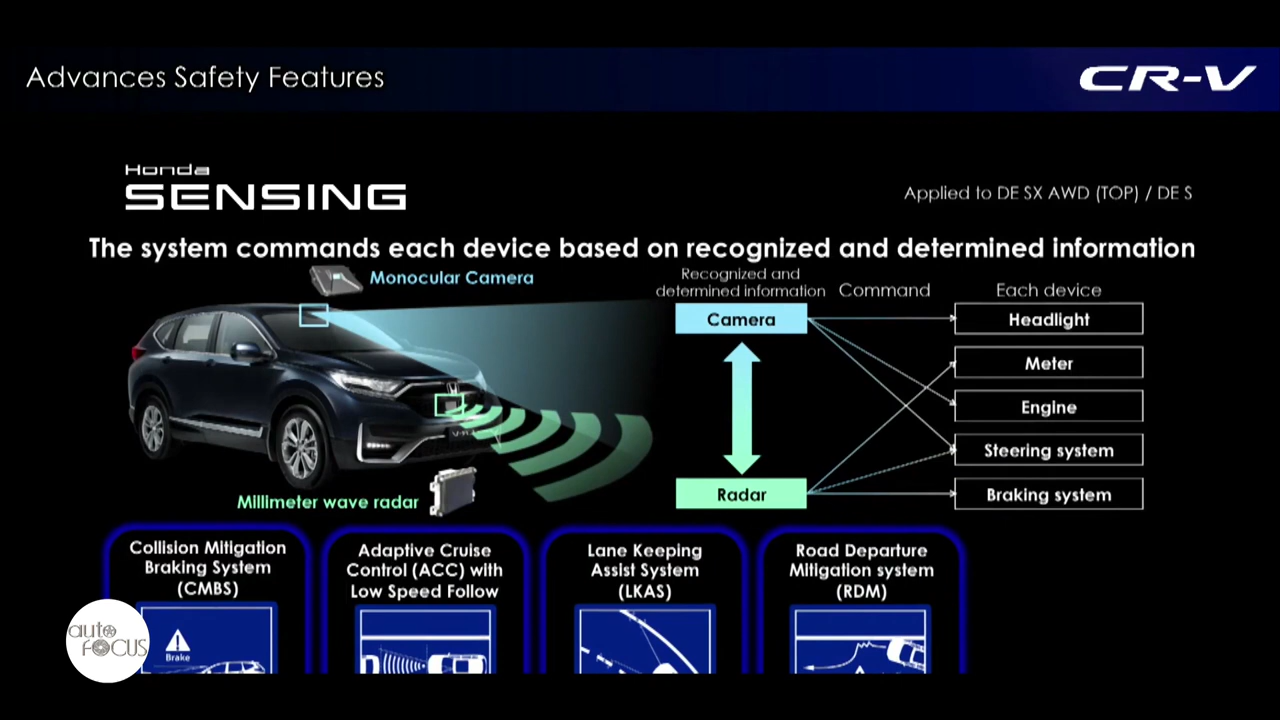 Advances Safety Features
CR-V
Honda
SENSING
Applied to DE SX AWD (TOP) / DE S
The system commands each device based on recognized and determined information
Monocular Camera
Millimeter wave radar
Recognized and
determined information
Command
Each device
Camera
Radar
Headlight
Meter
Engine
Steering system
Braking system
Collision Mitigation
Braking System
(CMBS)
Brake
Adaptive Cruise
Control (ACC) with
Low Speed Follow
Lane Keeping
Assist System
(LKAS)
Road Departure
Mitigation system
(RDM)
auto
FOCUS